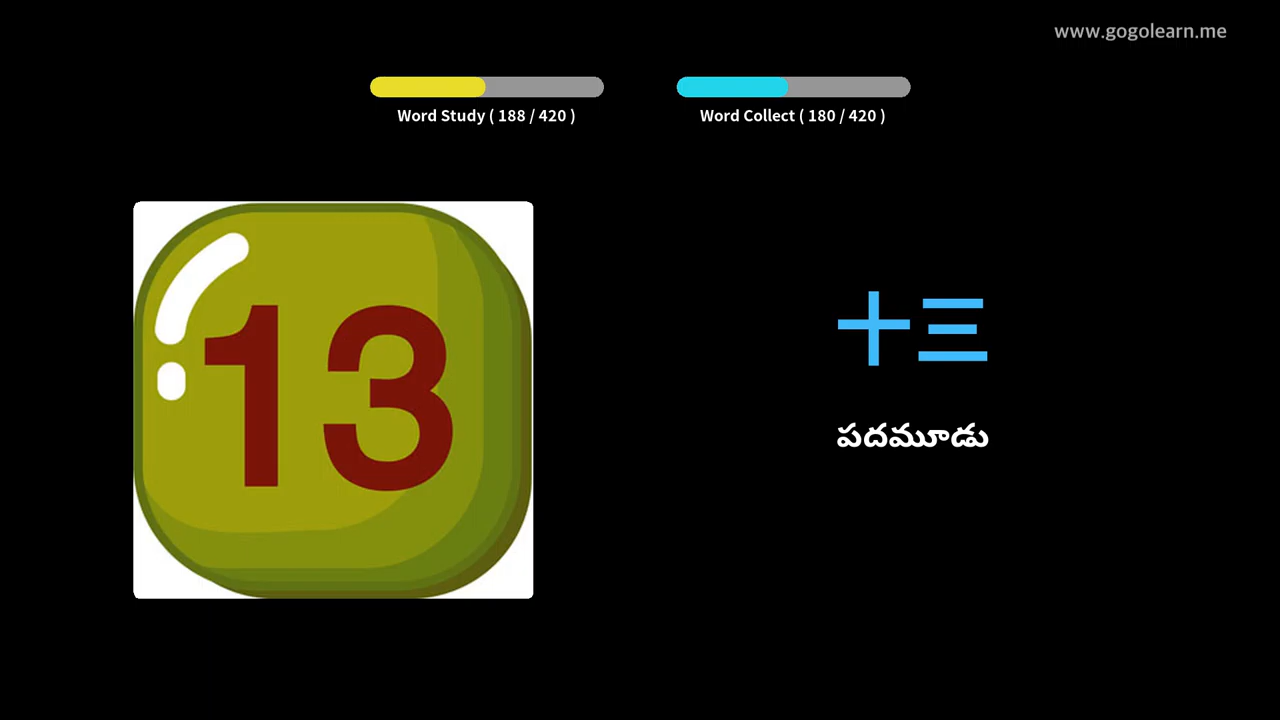 www.gogolearn.me
Word Study ( 188 / 420 )
Word Collect ( 180 / 420 )
13
十三
పదమూడు